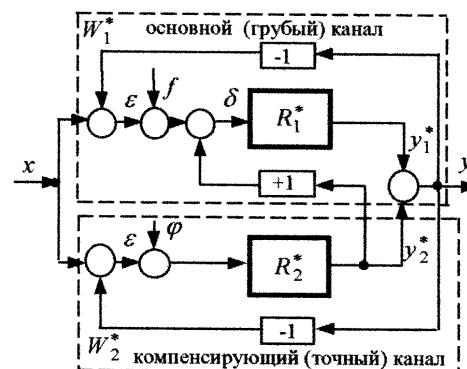 W₁* основной (грубый) канал
-1
ε f δ R₁* y₁*
x y
+1
ε φ R₂* y₂*
-1
W₂* компенсирующий (точный) канал